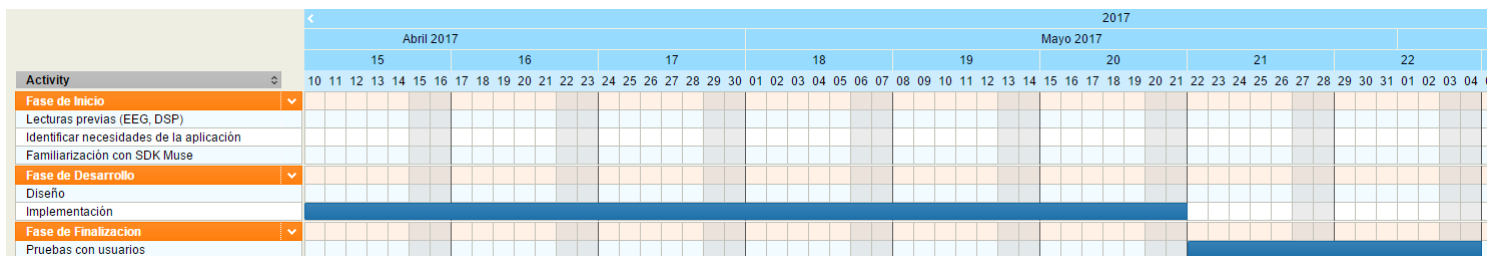 2017
Abril 2017 Mayo 2017
15 16 17 18 19 20 21 22
Activity 10 11 12 13 14 15 16 17 18 19 20 21 22 23 24 25 26 27 28 29 30 01 02 03 04 05 06 07 08 09 10 11 12 13 14 15 16 17 18 19 20 21 22 23 24 25 26 27 28 29 30 31 01 02 03 04
Fase de Inicio
Lecturas previas (EEG, DSP)
Identificar necesidades de la aplicación
Familiarización con SDK Muse
Fase de Desarrollo
Diseño
Implementación
Fase de Finalizacion
Pruebas con usuarios